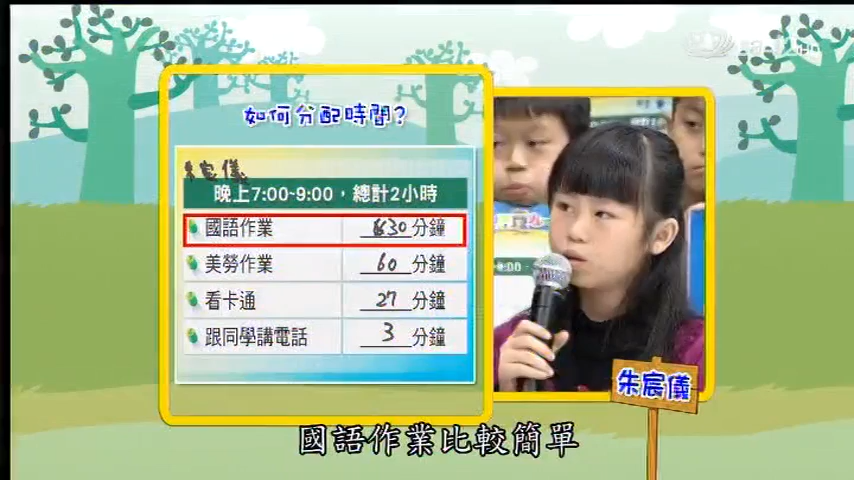 如何分配時間?
朱宸儀
晚上7:00~9:00，總計2小時
國語作業 30分鐘
美勞作業 60分鐘
看卡通 27分鐘
跟同學講電話 3分鐘
朱宸儀
國語作業比較簡單